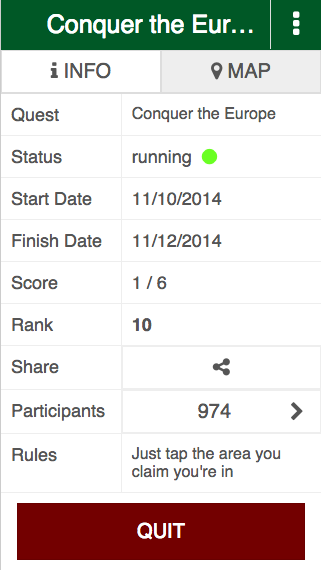 Conquer the Eur...
INFO
MAP
Quest
Conquer the Europe
Status
running
Start Date
11/10/2014
Finish Date
11/12/2014
Score
1 / 6
Rank
10
Share
Participants
974
Rules
Just tap the area you
claim you're in
QUIT